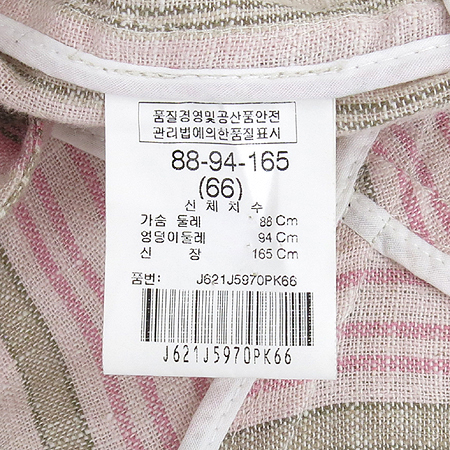 품질경영및공산품안전
관리법에의한품질표시
88-94-165
(66)
신 체 치 수
가슴 둘레 88 Cm
엉덩이둘레 94 Cm
신 장 165 Cm
품번: J621J5970PK66
J621J5970PK66